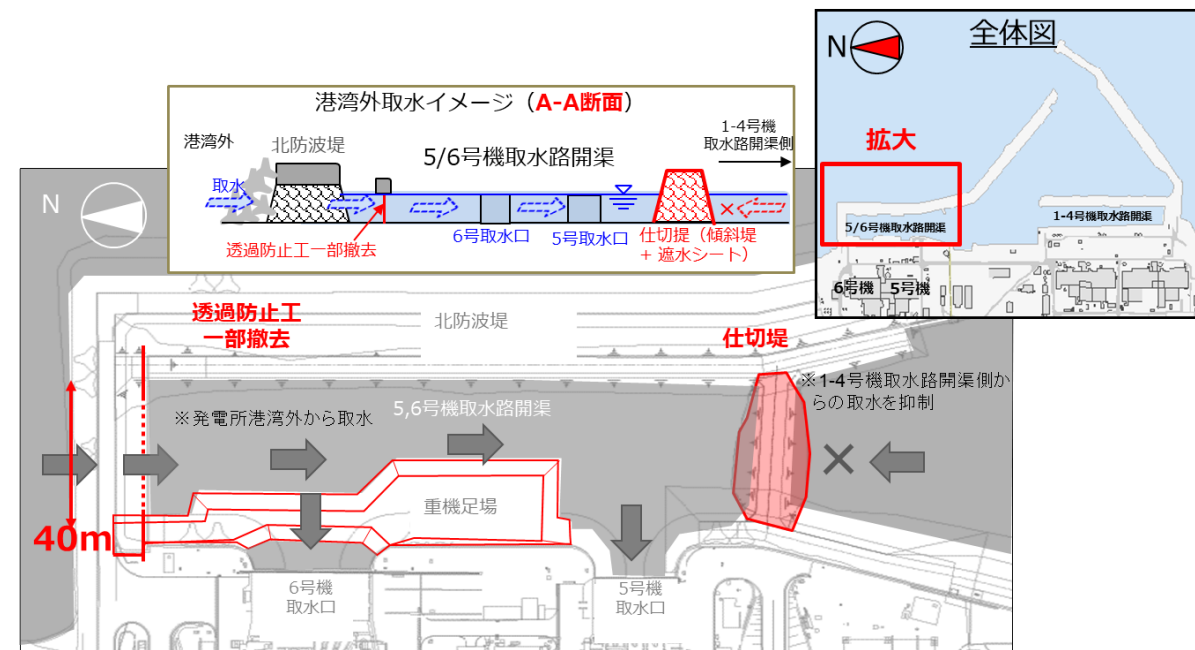 港湾外取水イメージ（A-A断面）
港湾外
北防波堤
5/6号機取水路開渠
1-4号機
取水路開渠側
取水
透過防止工一部撤去
6号取水口
5号取水口
仕切堤（傾斜堤
+ 遮水シート）
N
全体図
拡大
5/6号機取水路開渠
1-4号機取水路開渠
6号機
5号機
N
透過防止工
一部撤去
北防波堤
仕切堤
※1-4号機取水路開渠側か
らの取水を抑制
※発電所港湾外から取水
5,6号機取水路開渠
重機足場
40m
6号機
取水口
5号機
取水口